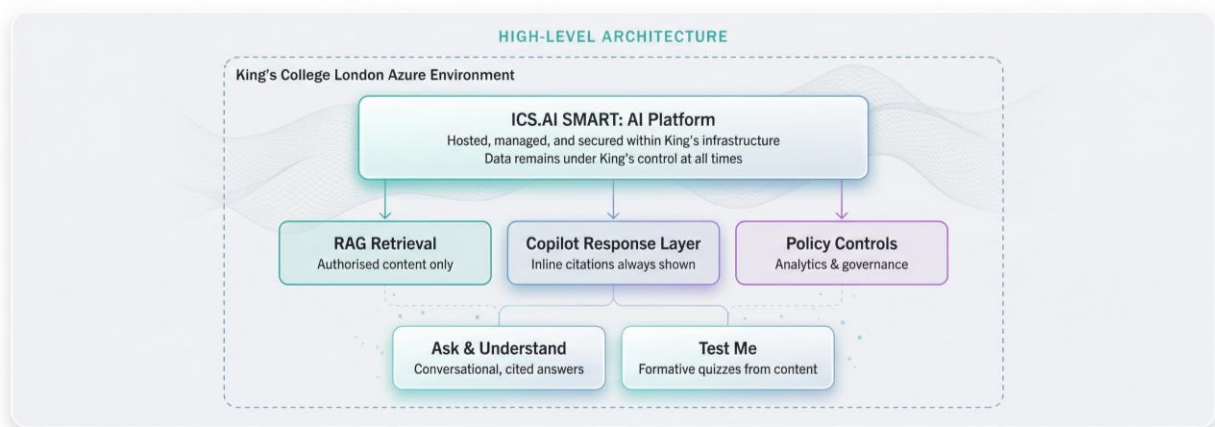 HIGH-LEVEL ARCHITECTURE
King's College London Azure Environment
ICS.AI SMART: AI Platform
Hosted, managed, and secured within King's infrastructure
Data remains under King's control at all times
RAG Retrieval
Authorised content only
Copilot Response Layer
Inline citations always shown
Policy Controls
Analytics & governance
Ask & Understand
Conversational, cited answers
Test Me
Formative quizzes from content